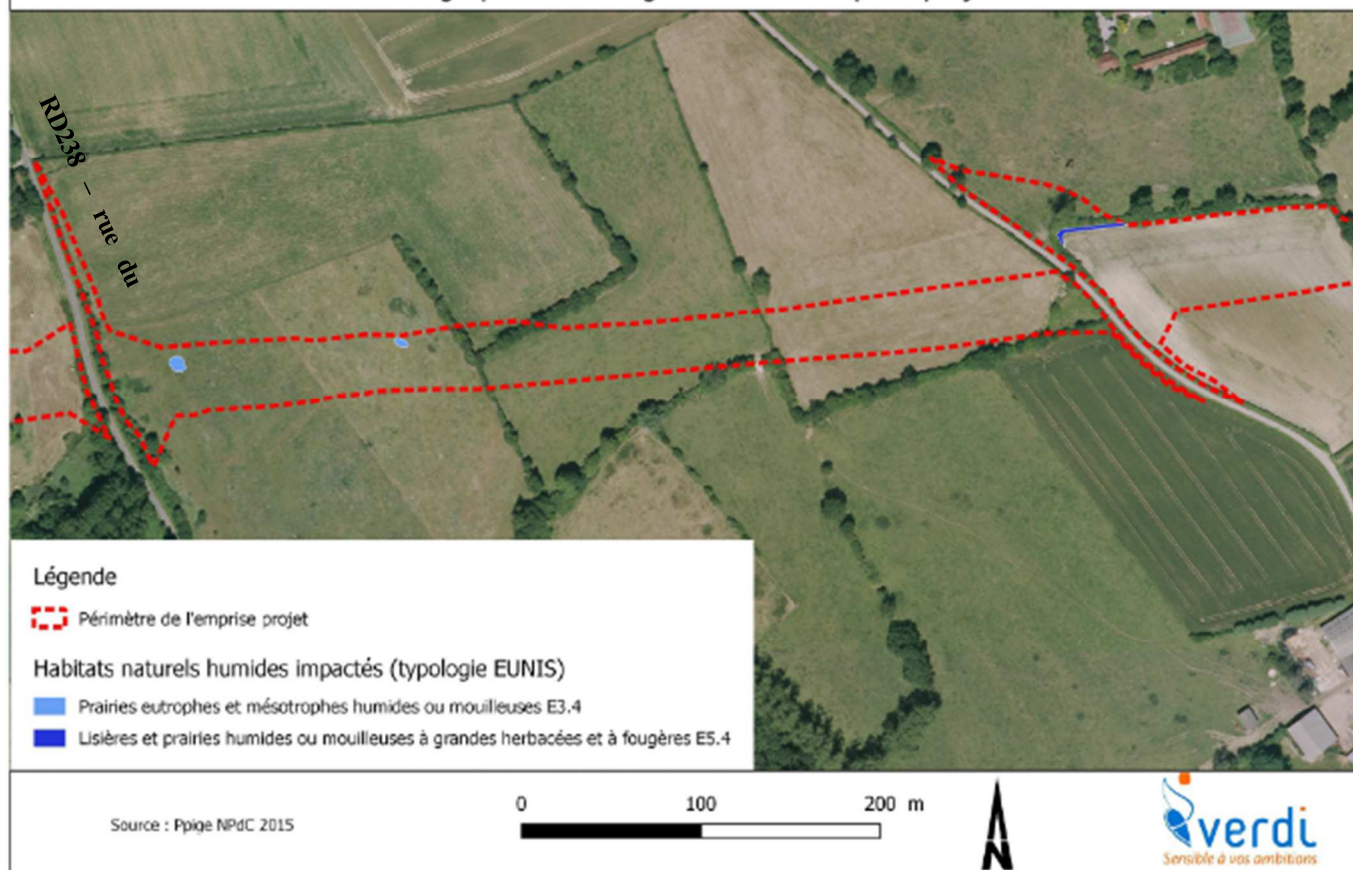 RD238 – rue du
Légende
Périmètre de l'emprise projet
Habitats naturels humides impactés (typologie EUNIS)
Prairies eutrophes et mésotrophes humides ou mouilleuses E3.4
Lisières et prairies humides ou mouilleuses à grandes herbacées et à fougères E5.4
0 100 200 m
Source : Ppige NPdC 2015
N
verdi
Sensible à vos ambitions